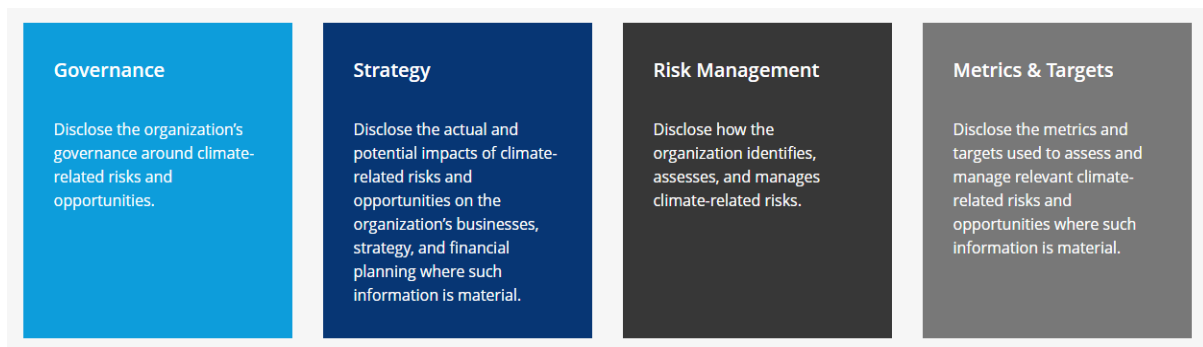 Governance
Disclose the organization's
governance around climate-
related risks and
opportunities.
Strategy
Disclose the actual and
potential impacts of climate-
related risks and
opportunities on the
organization's businesses,
strategy, and financial
planning where such
information is material.
Risk Management
Disclose how the
organization identifies,
assesses, and manages
climate-related risks.
Metrics & Targets
Disclose the metrics and
targets used to assess and
manage relevant climate-
related risks and
opportunities where such
information is material.